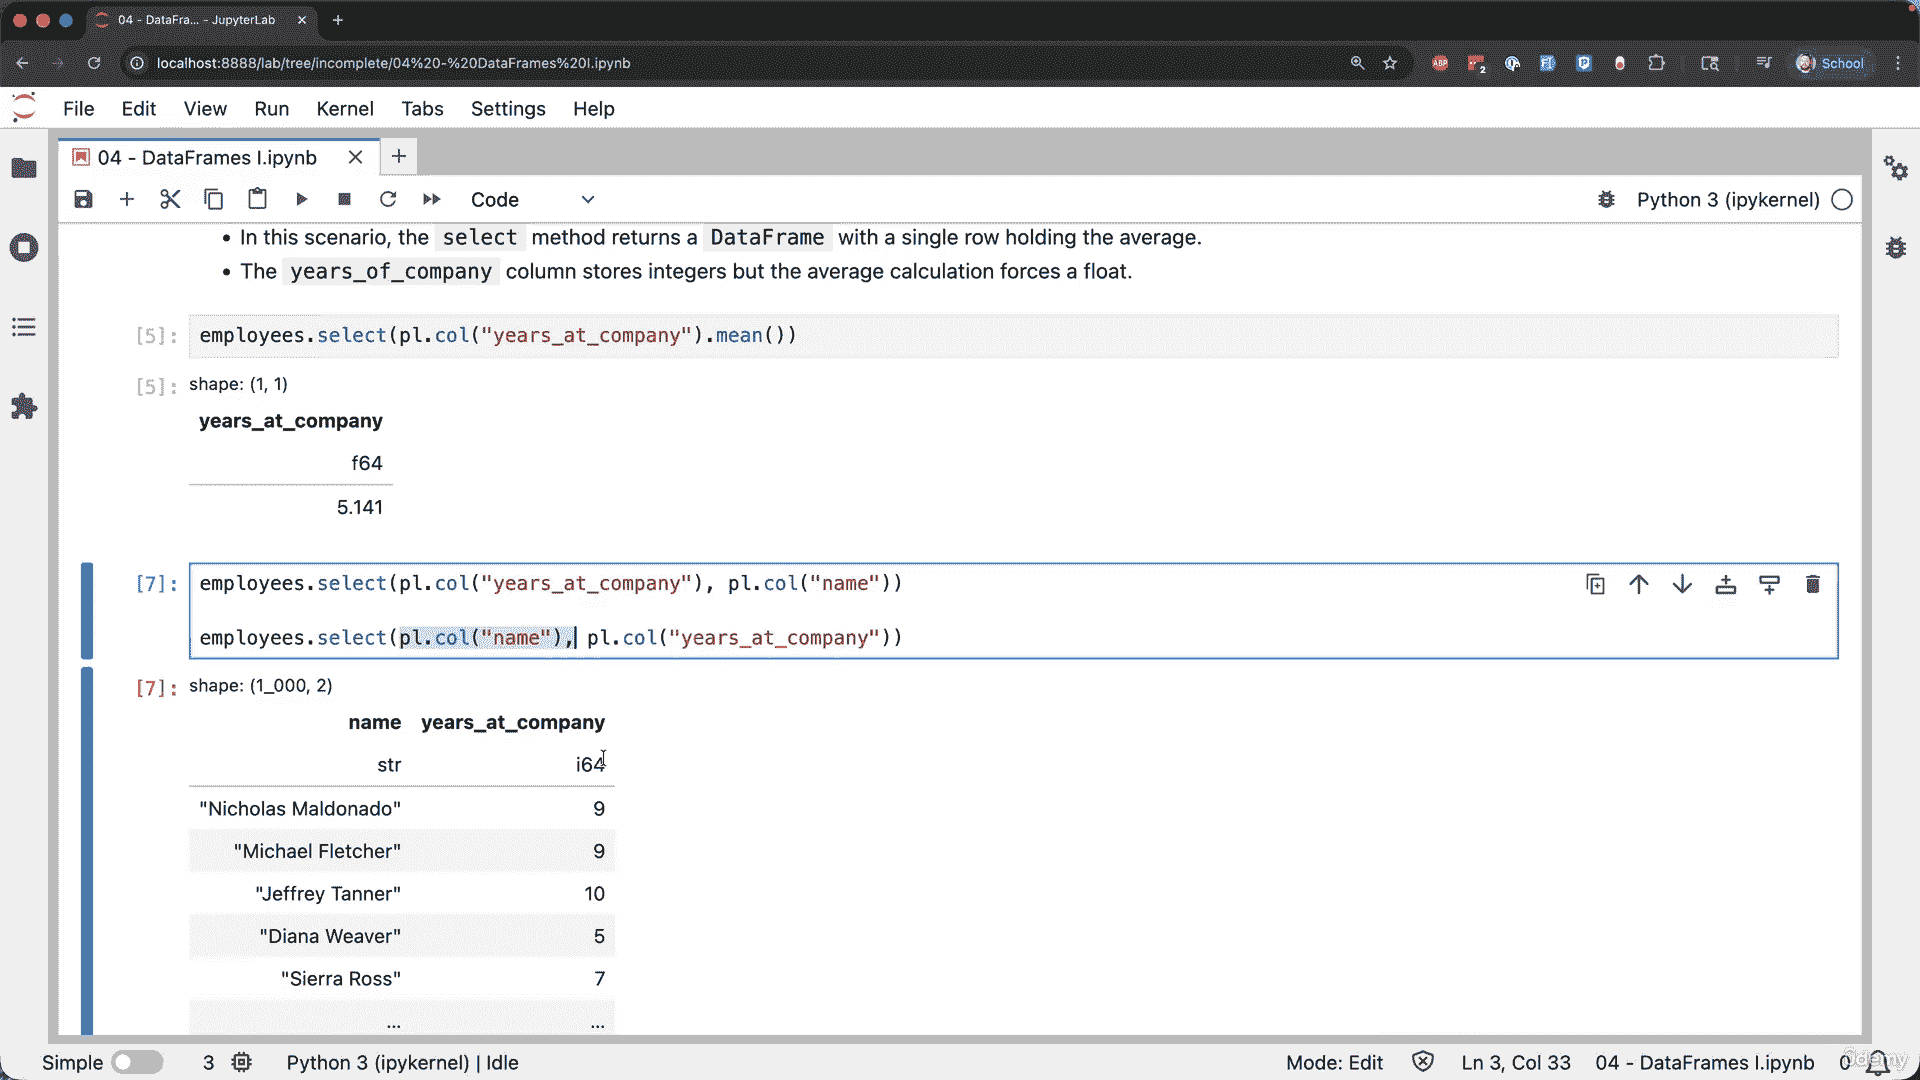 04 - DataFra... - JupyterLab
localhost:8888/lab/tree/incomplete/04%20-%20DataFrames%20I.ipynb
ABP
2
School
File Edit View Run Kernel Tabs Settings Help
04 - DataFrames I.ipynb
Code
Python 3 (ipykernel)
• In this scenario, the select method returns a DataFrame with a single row holding the average.
• The years_of_company column stores integers but the average calculation forces a float.
[5]: employees.select(pl.col("years_at_company").mean())
[5]: shape: (1, 1)
years_at_company
f64
5.141
[7]: employees.select(pl.col("years_at_company"), pl.col("name"))
employees.select(pl.col("name"), pl.col("years_at_company"))
[7]: shape: (1_000, 2)
name years_at_company
str i64
"Nicholas Maldonado" 9
"Michael Fletcher" 9
"Jeffrey Tanner" 10
"Diana Weaver" 5
"Sierra Ross" 7
... ...
Simple 3 Python 3 (ipykernel) | Idle Mode: Edit Ln 3, Col 33 04 - DataFrames I.ipynb 0
udemy